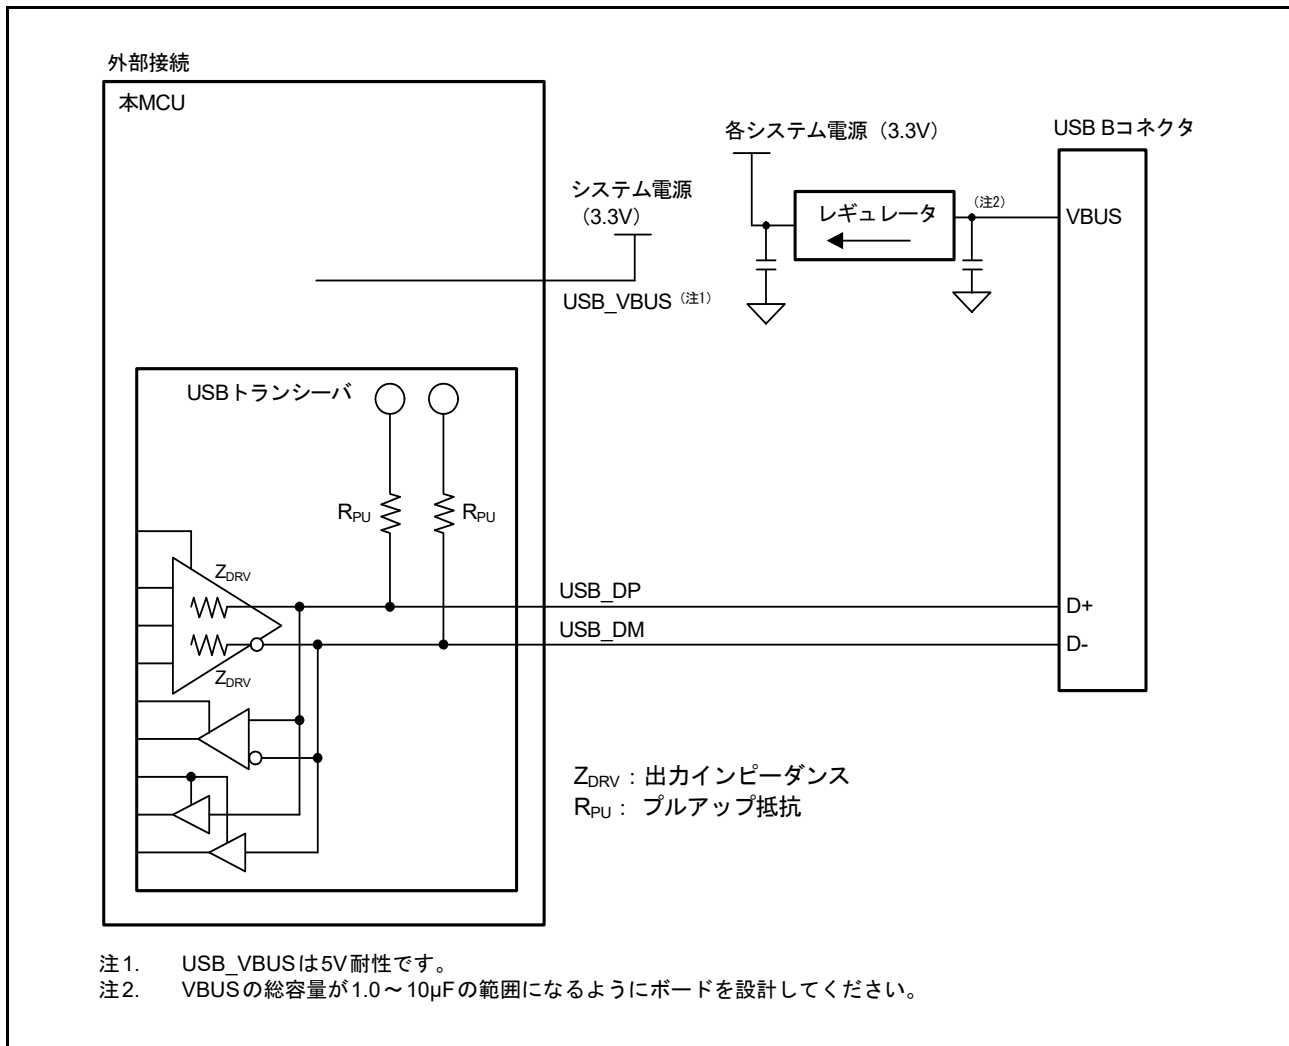 外部接続
本MCU
各システム電源（3.3V）
USB Bコネクタ
システム電源
（3.3V）
レギュレータ
（注2）
VBUS
USB_VBUS（注1）
USBトランシーバ
RPU
RPU
ZDRV
USB_DP
D+
USB_DM
D-
ZDRV
ZDRV：出力インピーダンス
RPU： プルアップ抵抗
注1. USB_VBUSは5V耐性です。
注2. VBUSの総容量が1.0～10μFの範囲になるようにボードを設計してください。